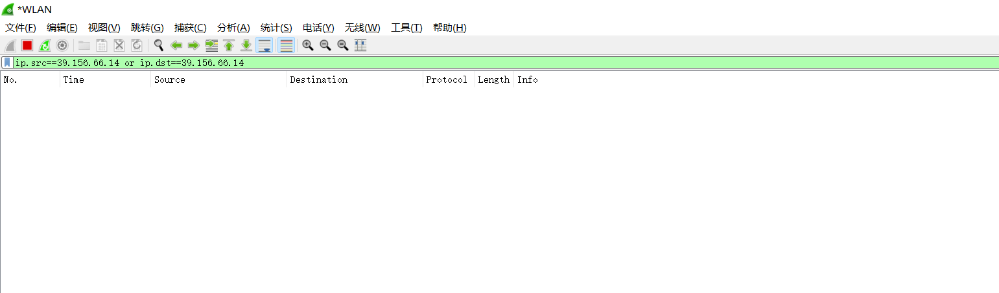 *WLAN
文件(F) 编辑(E) 视图(V) 跳转(G) 捕获(C) 分析(A) 统计(S) 电话(Y) 无线(W) 工具(T) 帮助(H)
ip.src==39.156.66.14 or ip.dst==39.156.66.14
No. Time Source Destination Protocol Length Info